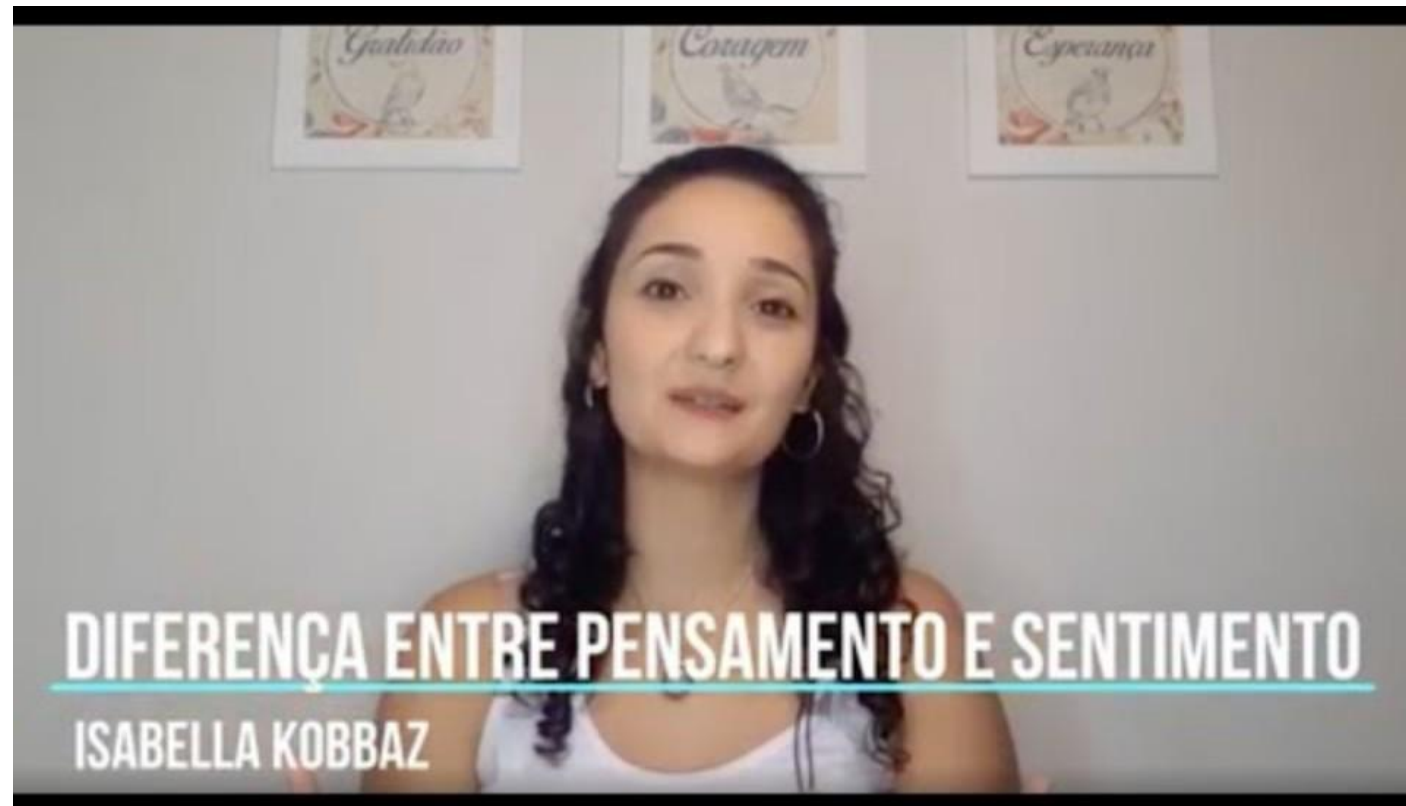 Gratidão
Coragem
Esperança
DIFERENÇA ENTRE PENSAMENTO E SENTIMENTO
ISABELLA KOBBAZ